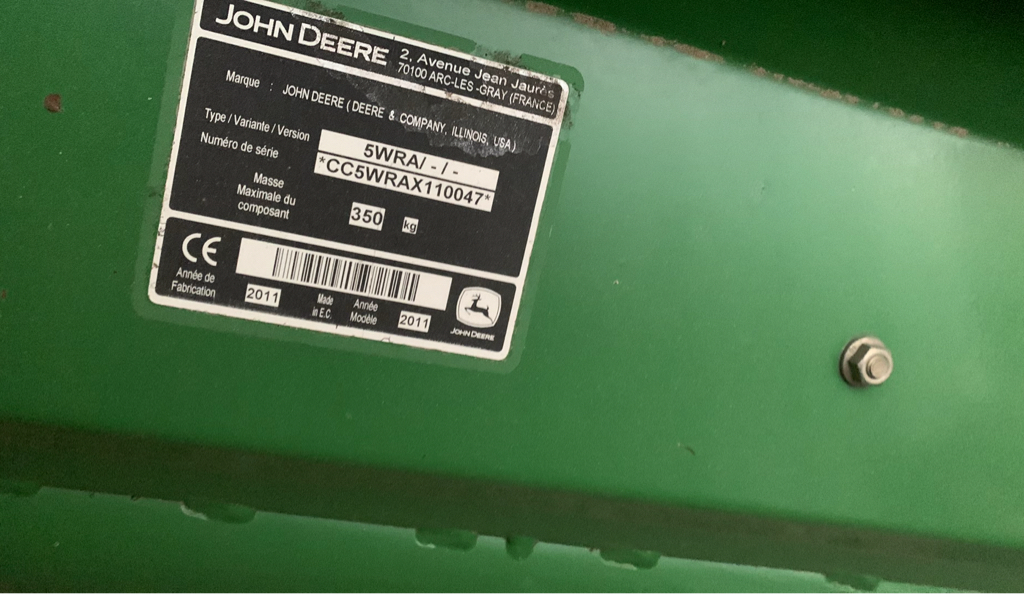 JOHN DEERE
2, Avenue Jean Jaurès
70100 ARC-LES-GRAY (FRANCE)
Marque : JOHN DEERE ( DEERE & COMPANY, ILLINOIS, USA )
Type / Variante / Version 5WRA/ - / -
Numéro de série *CC5WRAX110047*
Masse
Maximale du
composant
350 kg
CE
Année de
Fabrication
2011
Made
in E.C.
Année
Modèle
2011
JOHN DEERE